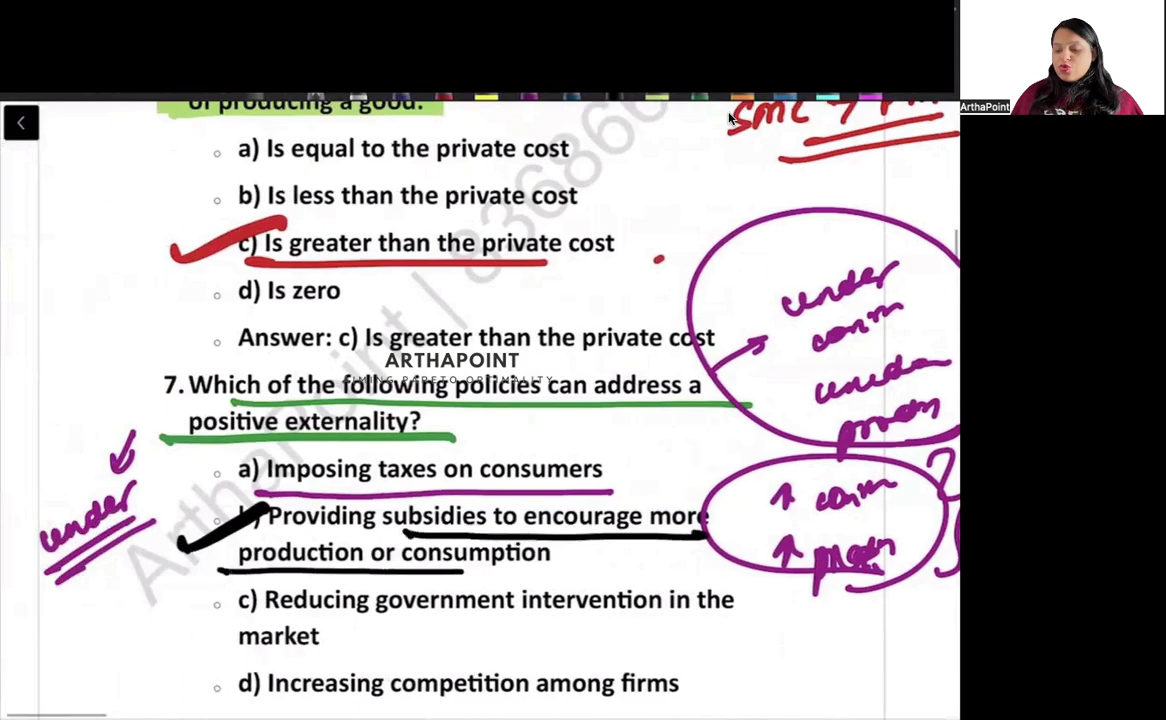 of producing a good:
SMC >
a) Is equal to the private cost
b) Is less than the private cost
c) Is greater than the private cost
d) Is zero
Answer: c) Is greater than the private cost
ARTHAPOINT
7. Which of the following policies can address a
positive externality?
a) Imposing taxes on consumers
b) Providing subsidies to encourage more
production or consumption
c) Reducing government intervention in the
market
d) Increasing competition among firms
under
under
↑
↑
?
ArthaPoint | 83686
ArthaPoint